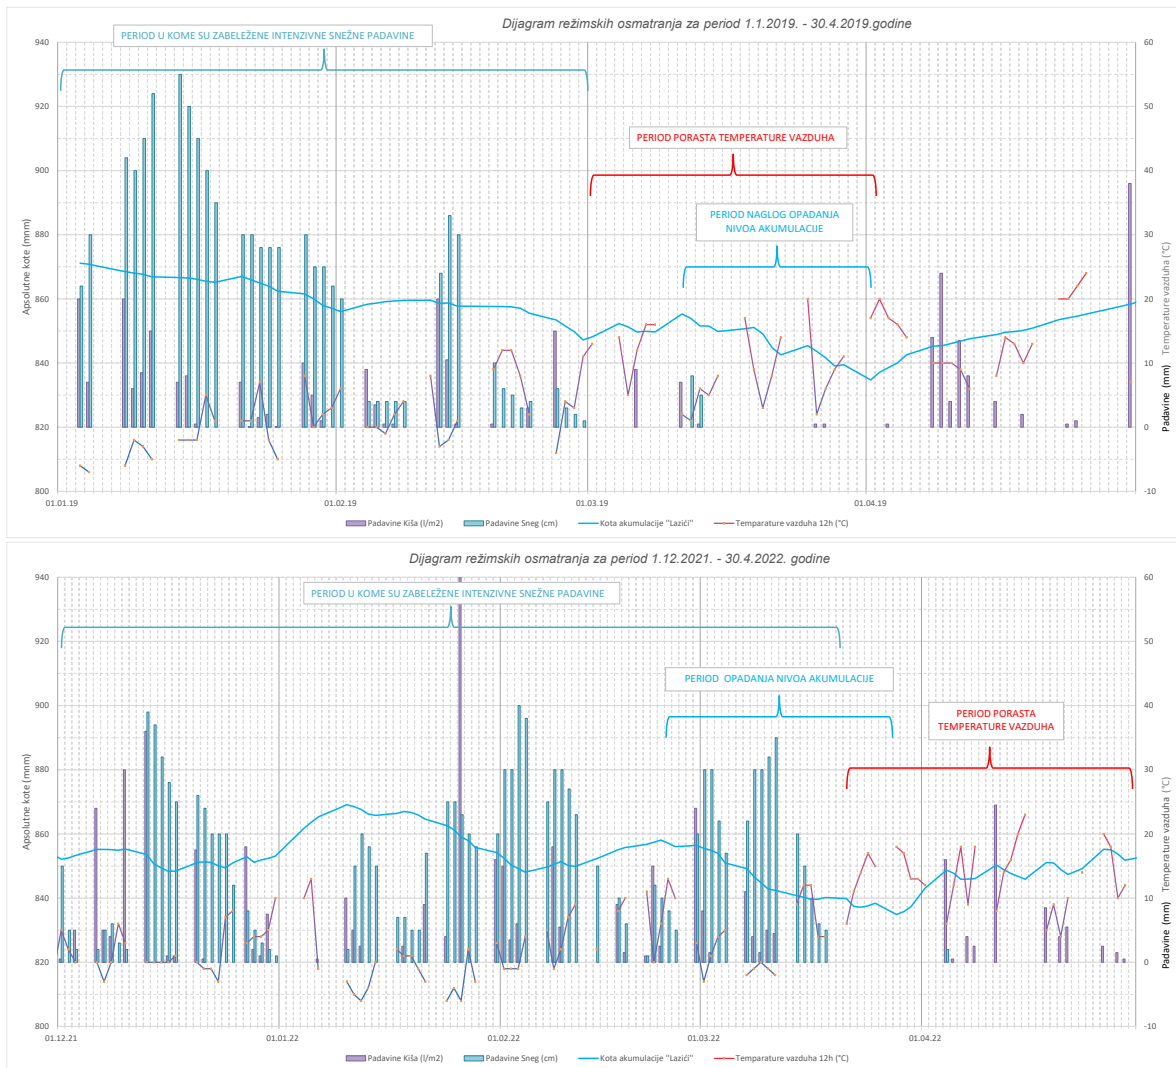 Dijagram režimskih osmatranja za period 1.1.2019. - 30.4.2019.godine
PERIOD U KOME SU ZABELEŽENE INTENZIVNE SNEŽNE PADAVINE
PERIOD PORASTA TEMPERATURE VAZDUHA
PERIOD NAGLOG OPADANJA
NIVOA AKUMULACIJE
Apsolutne kote (mnm)
940
920
900
880
860
840
820
800
60
50
40
30
20
10
0
-10
Padavine (mm) Temperatura vazduha (°C)
01.01.19 01.02.19 01.03.19 01.04.19
Padavine Kiša (l/m2) Padavine Sneg (cm) Kota akumulacije "Lazići" Temparature vazduha 12h (°C)
Dijagram režimskih osmatranja za period 1.12.2021. - 30.4.2022. godine
PERIOD U KOME SU ZABELEŽENE INTENZIVNE SNEŽNE PADAVINE
PERIOD OPADANJA NIVOA AKUMULACIJE
PERIOD PORASTA
TEMPERATURE VAZDUHA
Apsolutne kote (mnm)
940
920
900
880
860
840
820
800
60
50
40
30
20
10
0
-10
Padavine (mm) Temperatura vazduha (°C)
01.12.21 01.01.22 01.02.22 01.03.22 01.04.22
Padavine Kiša (l/m2) Padavine Sneg (cm) Kota akumulacije "Lazići" Temparature vazduha 12h (°C)